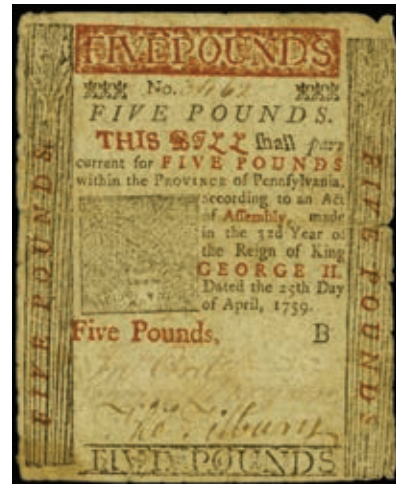 FIVE POUNDS
No. 3462
FIVE POUNDS.
THIS BILL shall pass
current for FIVE POUNDS
within the PROVINCE of Pennsylvania,
according to an Act
of Assembly, made
in the 32d Year of
the Reign of King
GEORGE II.
Dated the 25th Day
of April, 1759.
Five Pounds, B
FIVE POUNDS
FIVE POUNDS
FIVE POUNDS